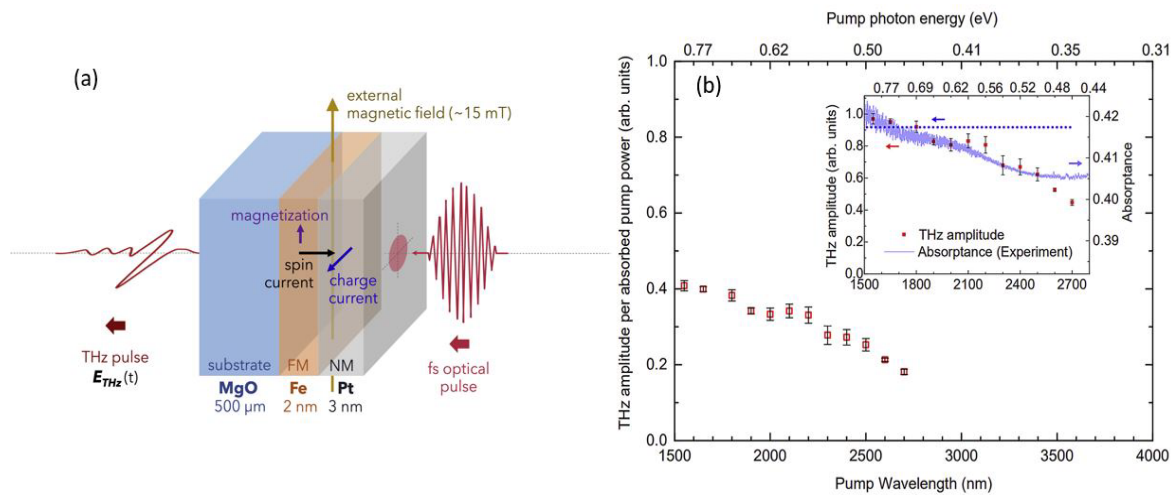 (a)
external
magnetic field (~15 mT)
magnetization
spin
current
charge
current
THz pulse
E_THz (t)
substrate
FM
NM
MgO
Fe
Pt
500 µm
2 nm
3 nm
fs optical
pulse
Pump photon energy (eV)
0.77 0.62 0.50 0.41 0.35 0.31
(b)
THz amplitude per absorbed pump power (arb. units)
1.0
0.8
0.6
0.4
0.2
0.0
1500 2000 2500 3000 3500 4000
Pump Wavelength (nm)
0.77 0.69 0.62 0.56 0.52 0.48 0.44
THz amplitude (arb. units)
1.0
0.8
0.6
0.4
0.2
0.0
0.42
0.41
0.40
0.39
Absorptance
THz amplitude
Absorptance (Experiment)
1500 1800 2100 2400 2700